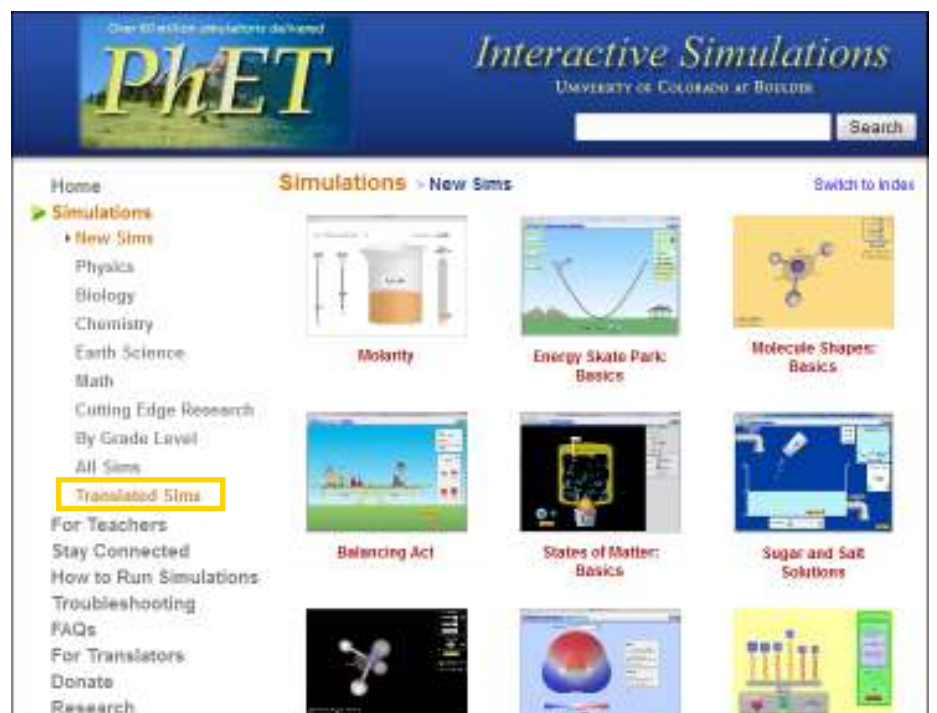 Over 60 million simulations delivered
PhET
Interactive Simulations
University of Colorado at Boulder
Search
Home
Simulations
New Sims
Physics
Biology
Chemistry
Earth Science
Math
Cutting Edge Research
By Grade Level
All Sims
Translated Sims
For Teachers
Stay Connected
How to Run Simulations
Troubleshooting
FAQs
For Translators
Donate
Research
Simulations > New Sims
Switch to Index
Molarity
Energy Skate Park:
Basics
Molecule Shapes:
Basics
Balancing Act
States of Matter:
Basics
Sugar and Salt
Solutions